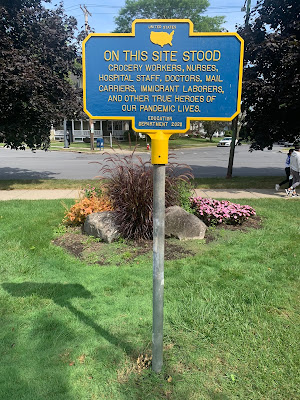 UNITED STATES
ON THIS SITE STOOD
GROCERY WORKERS, NURSES,
HOSPITAL STAFF, DOCTORS, MAIL
CARRIERS, IMMIGRANT LABORERS,
AND OTHER TRUE HEROES OF
OUR PANDEMIC LIVES.
EDUCATION
DEPARTMENT 2021